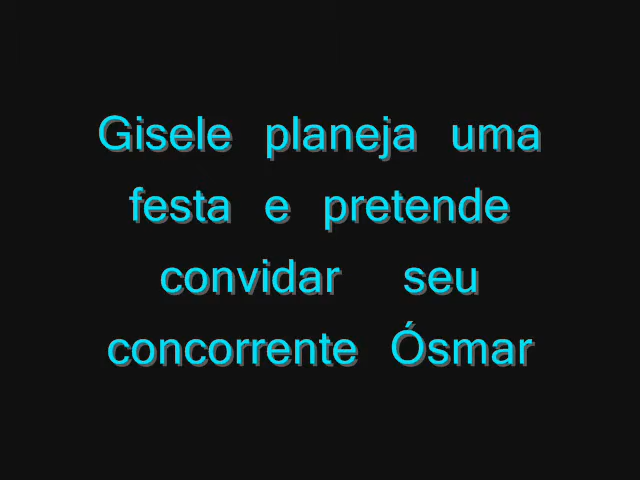 Gisele planeja uma
festa e pretende
convidar seu
concorrente Ósmar